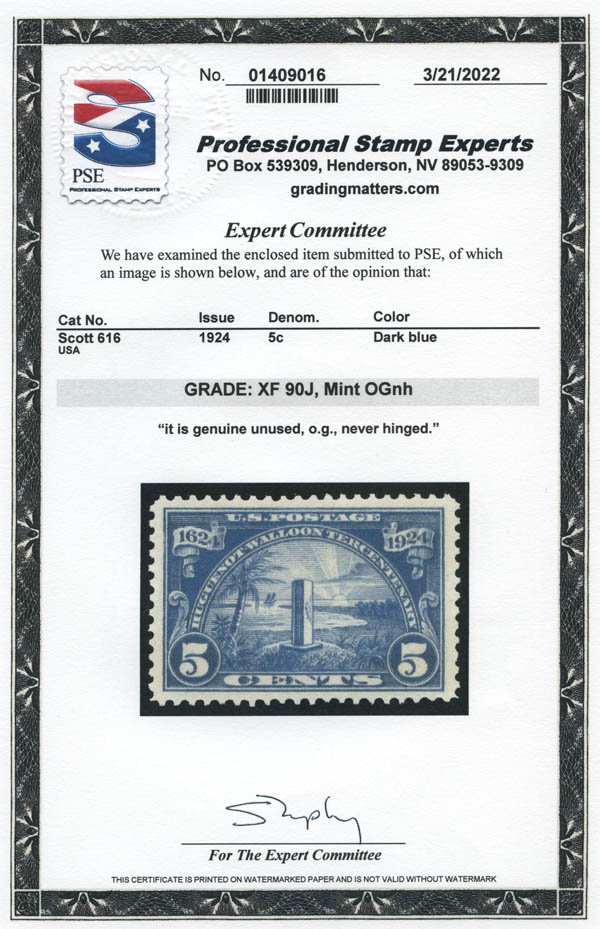 No. 01409016 3/21/2022
PSE
PROFESSIONAL STAMP EXPERTS
Professional Stamp Experts
PO Box 539309, Henderson, NV 89053-9309
gradingmatters.com
Expert Committee
We have examined the enclosed item submitted to PSE, of which
an image is shown below, and are of the opinion that:
Cat No. Issue Denom. Color
Scott 616 1924 5c Dark blue
USA
GRADE: XF 90J, Mint OGnh
“it is genuine unused, o.g., never hinged.”
U.S. POSTAGE
1624 1924
HUGUENOT WALLOON TERCENTENARY
5 5
CENTS
For The Expert Committee
THIS CERTIFICATE IS PRINTED ON WATERMARKED PAPER AND IS NOT VALID WITHOUT WATERMARK